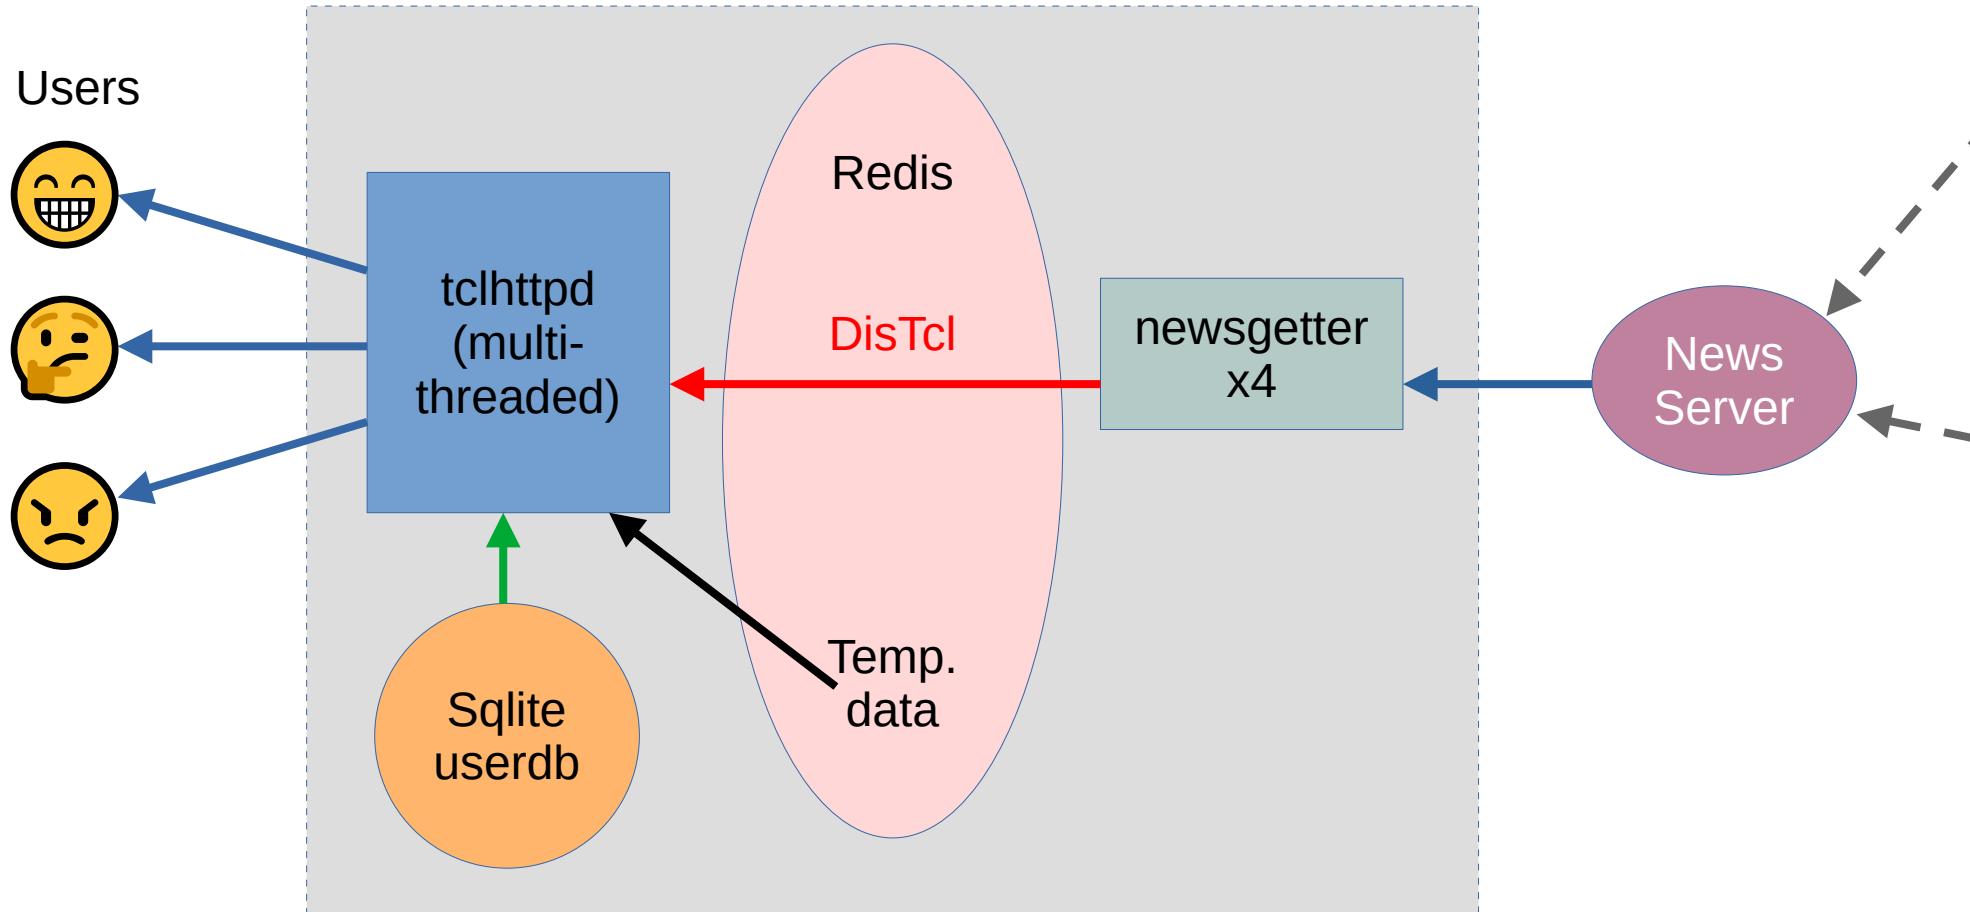 Users
tclhttpd
(multi-
threaded)
Redis
DisTcl
newsgetter
x4
News
Server
Temp.
data
Sqlite
userdb